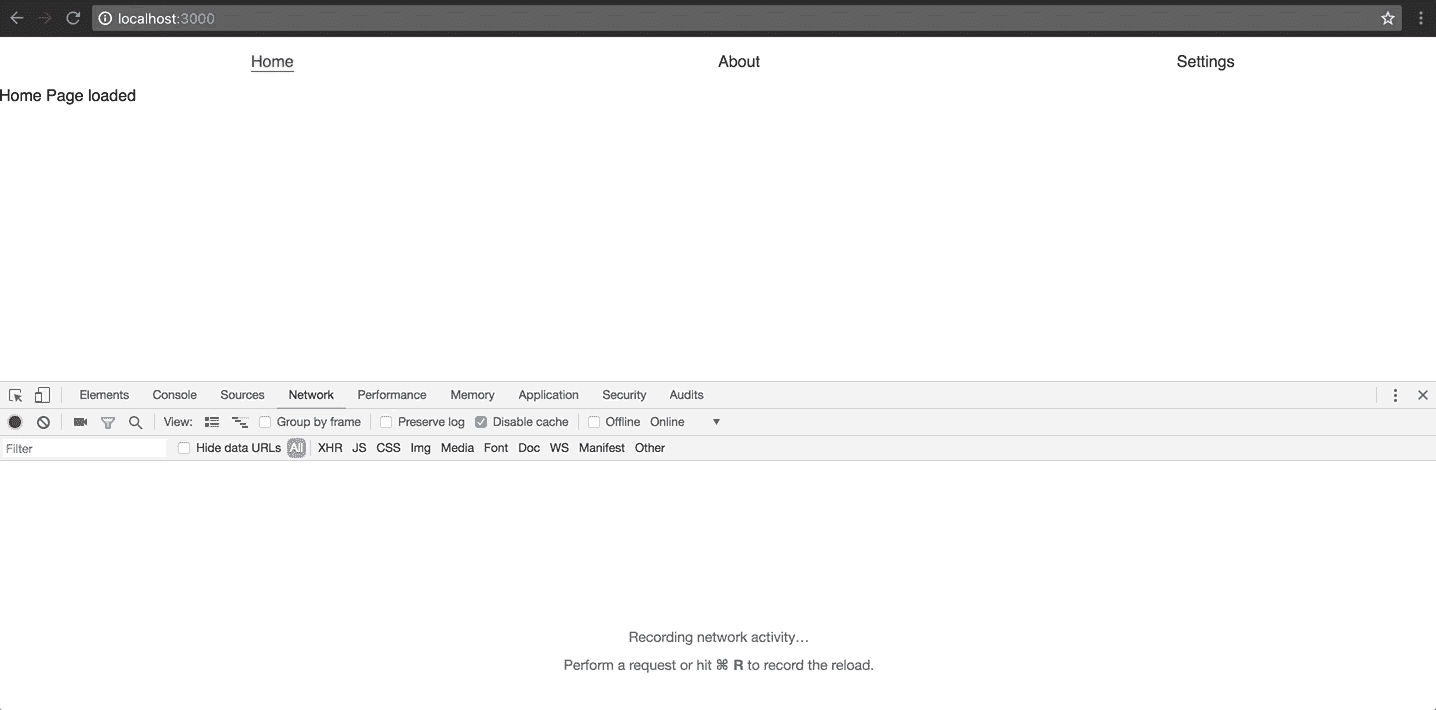 localhost:3000
Home About Settings
Home Page loaded
Elements Console Sources Network Performance Memory Application Security Audits
View: Group by frame Preserve log Disable cache Offline Online
Filter Hide data URLs All XHR JS CSS Img Media Font Doc WS Manifest Other
Recording network activity…
Perform a request or hit ⌘ R to record the reload.